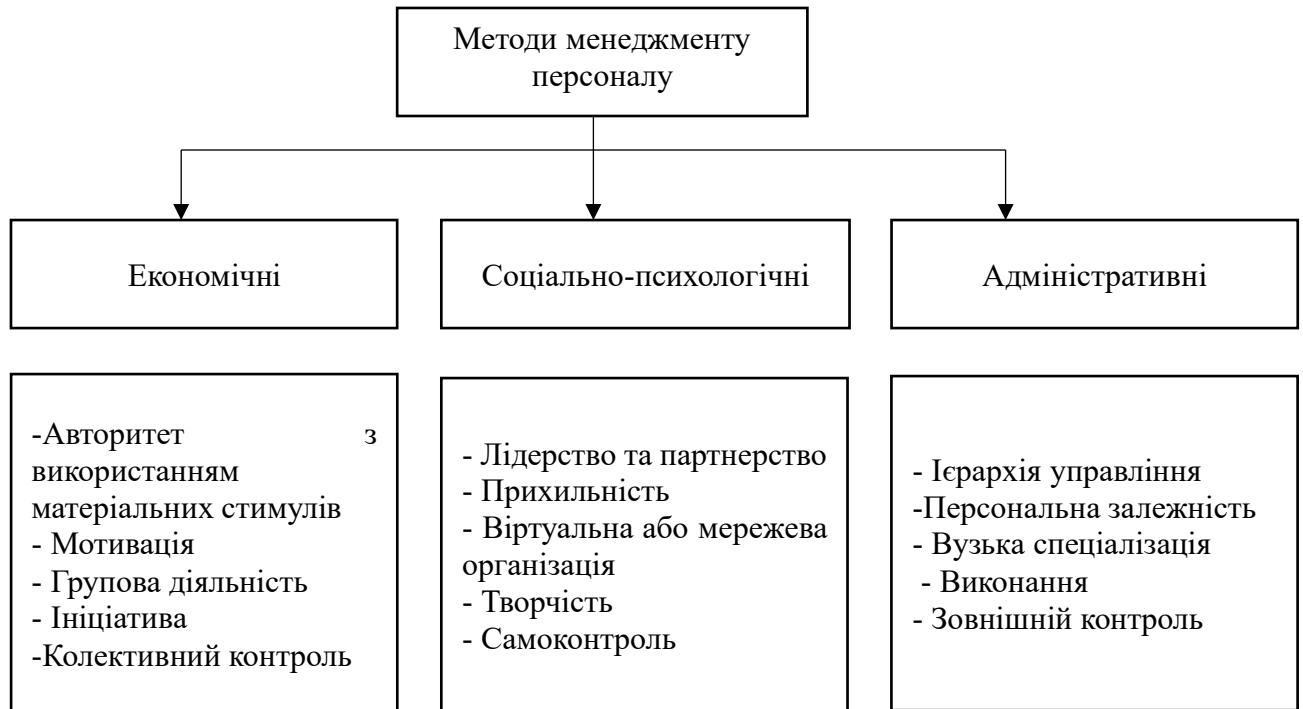 Методи менеджменту
персоналу
Економічні
Соціально-психологічні
Адміністративні
-Авторитет з
використанням
матеріальних стимулів
- Мотивація
- Групова діяльність
- Ініціатива
-Колективний контроль
- Лідерство та партнерство
- Прихильність
- Віртуальна або мережева
організація
- Творчість
- Самоконтроль
- Ієрархія управління
-Персональна залежність
- Вузька спеціалізація
- Виконання
- Зовнішній контроль